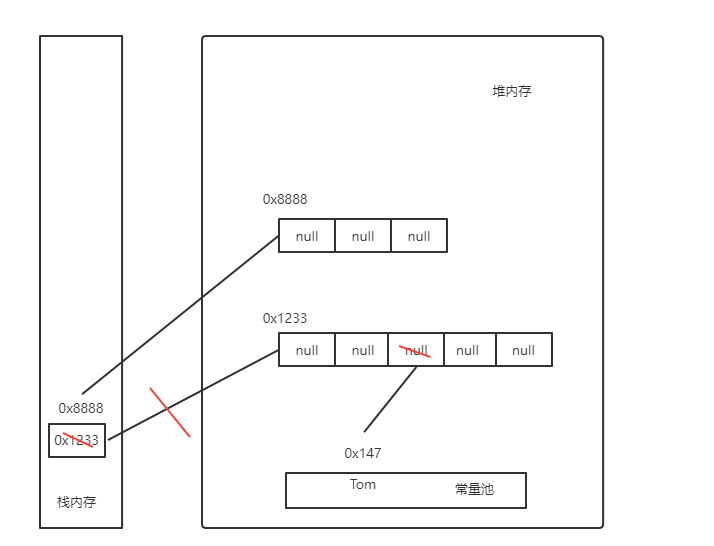 堆内存
0x8888
null null null
0x1233
null null null null null
0x8888
0x1233
0x147
Tom 常量池
栈内存